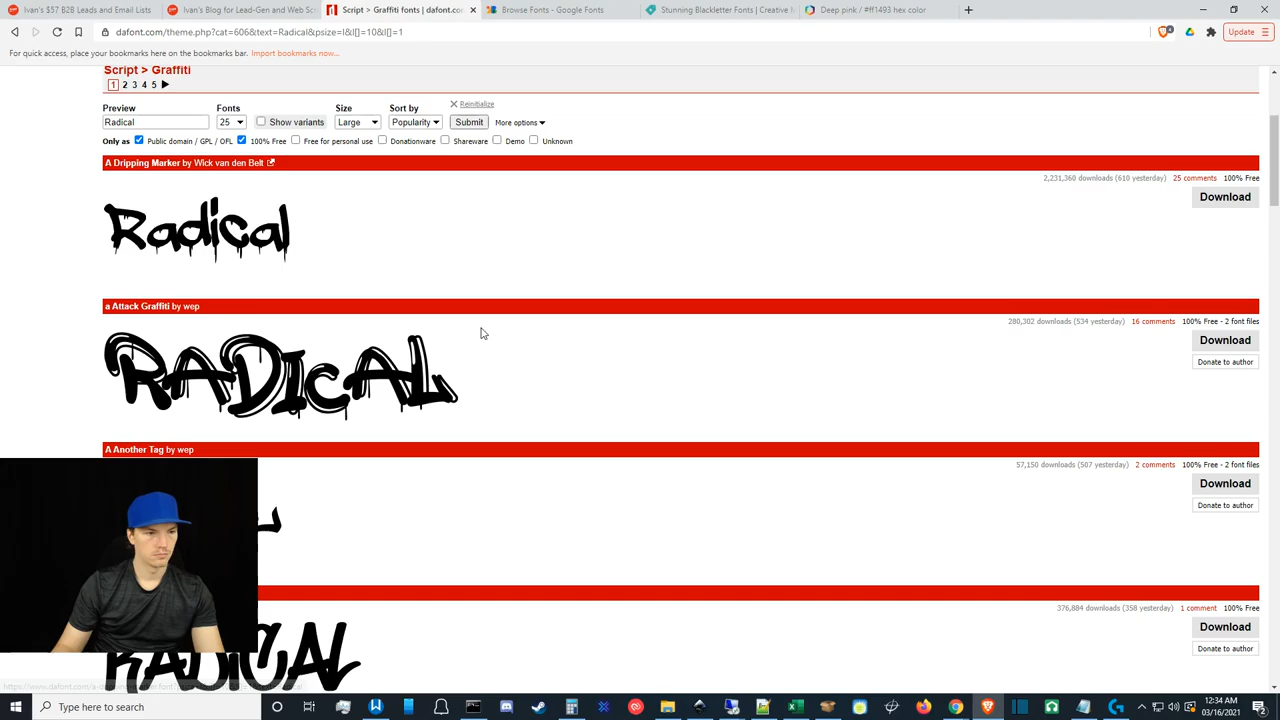 Ivan's $57 B2B Leads and Email Lists
Ivan's Blog for Lead-Gen and Web Scr
Script > Graffiti fonts | dafont.com
Browse Fonts - Google Fonts
Stunning Blackletter Fonts | Creative M
Deep pink / #ff1493 hex color
dafont.com/theme.php?cat=606&text=Radical&psize=l&l[]=10&l[]=1
Update
For quick access, place your bookmarks here on the bookmarks bar. Import bookmarks now...
Script > Graffiti
1 2 3 4 5
Reinitialize
Preview Fonts Size Sort by
Radical 25 Show variants Large Popularity Submit More options
Only as Public domain / GPL / OFL 100% Free Free for personal use Donationware Shareware Demo Unknown
A Dripping Marker by Wick van den Belt
2,231,360 downloads (610 yesterday) 25 comments 100% Free
Download
Radical
a Attack Graffiti by wep
280,302 downloads (534 yesterday) 16 comments 100% Free - 2 font files
Download
Donate to author
RADICAL
A Another Tag by wep
57,150 downloads (507 yesterday) 2 comments 100% Free - 2 font files
Download
Donate to author
376,884 downloads (358 yesterday) 1 comment 100% Free
Download
Donate to author
RADICAL
Type here to search
12:34 AM
03/16/2021